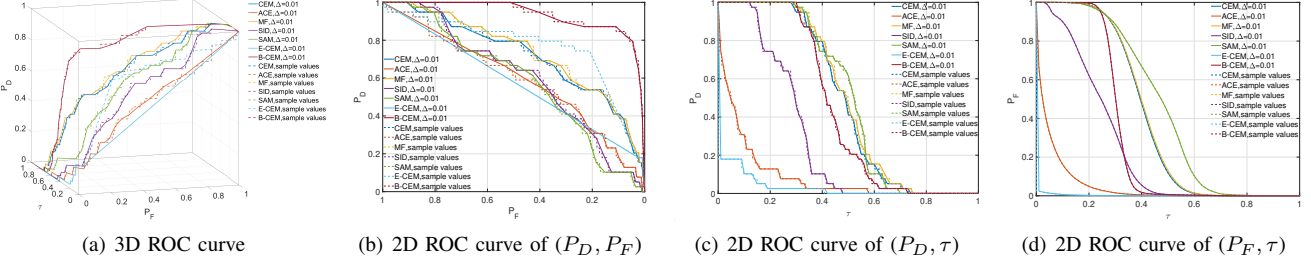 1
0.8
0.6
0.4
0.2
0
P_D
1
0.8
0.6
0.4
0.2
0
τ
0
0.2
0.4
0.6
0.8
1
P_F
CEM,Δ=0.01
ACE,Δ=0.01
MF,Δ=0.01
SID,Δ=0.01
SAM,Δ=0.01
E-CEM,Δ=0.01
B-CEM,Δ=0.01
CEM,sample values
ACE,sample values
MF,sample values
SID,sample values
SAM,sample values
E-CEM,sample values
B-CEM,sample values
(a) 3D ROC curve
1
0.8
0.6
0.4
0.2
0
P_D
1
0.8
0.6
0.4
0.2
0
P_F
CEM,Δ=0.01
ACE,Δ=0.01
MF,Δ=0.01
SID,Δ=0.01
SAM,Δ=0.01
E-CEM,Δ=0.01
B-CEM,Δ=0.01
CEM,sample values
ACE,sample values
MF,sample values
SID,sample values
SAM,sample values
E-CEM,sample values
B-CEM,sample values
(b) 2D ROC curve of (P_D, P_F)
1
0.8
0.6
0.4
0.2
0
P_D
0
0.2
0.4
0.6
0.8
1
τ
CEM,Δ=0.01
ACE,Δ=0.01
MF,Δ=0.01
SID,Δ=0.01
SAM,Δ=0.01
E-CEM,Δ=0.01
B-CEM,Δ=0.01
CEM,sample values
ACE,sample values
MF,sample values
SID,sample values
SAM,sample values
E-CEM,sample values
B-CEM,sample values
(c) 2D ROC curve of (P_D, τ)
1
0.8
0.6
0.4
0.2
0
P_F
0
0.2
0.4
0.6
0.8
1
τ
CEM,Δ=0.01
ACE,Δ=0.01
MF,Δ=0.01
SID,Δ=0.01
SAM,Δ=0.01
E-CEM,Δ=0.01
B-CEM,Δ=0.01
CEM,sample values
ACE,sample values
MF,sample values
SID,sample values
SAM,sample values
E-CEM,sample values
B-CEM,sample values
(d) 2D ROC curve of (P_F, τ)